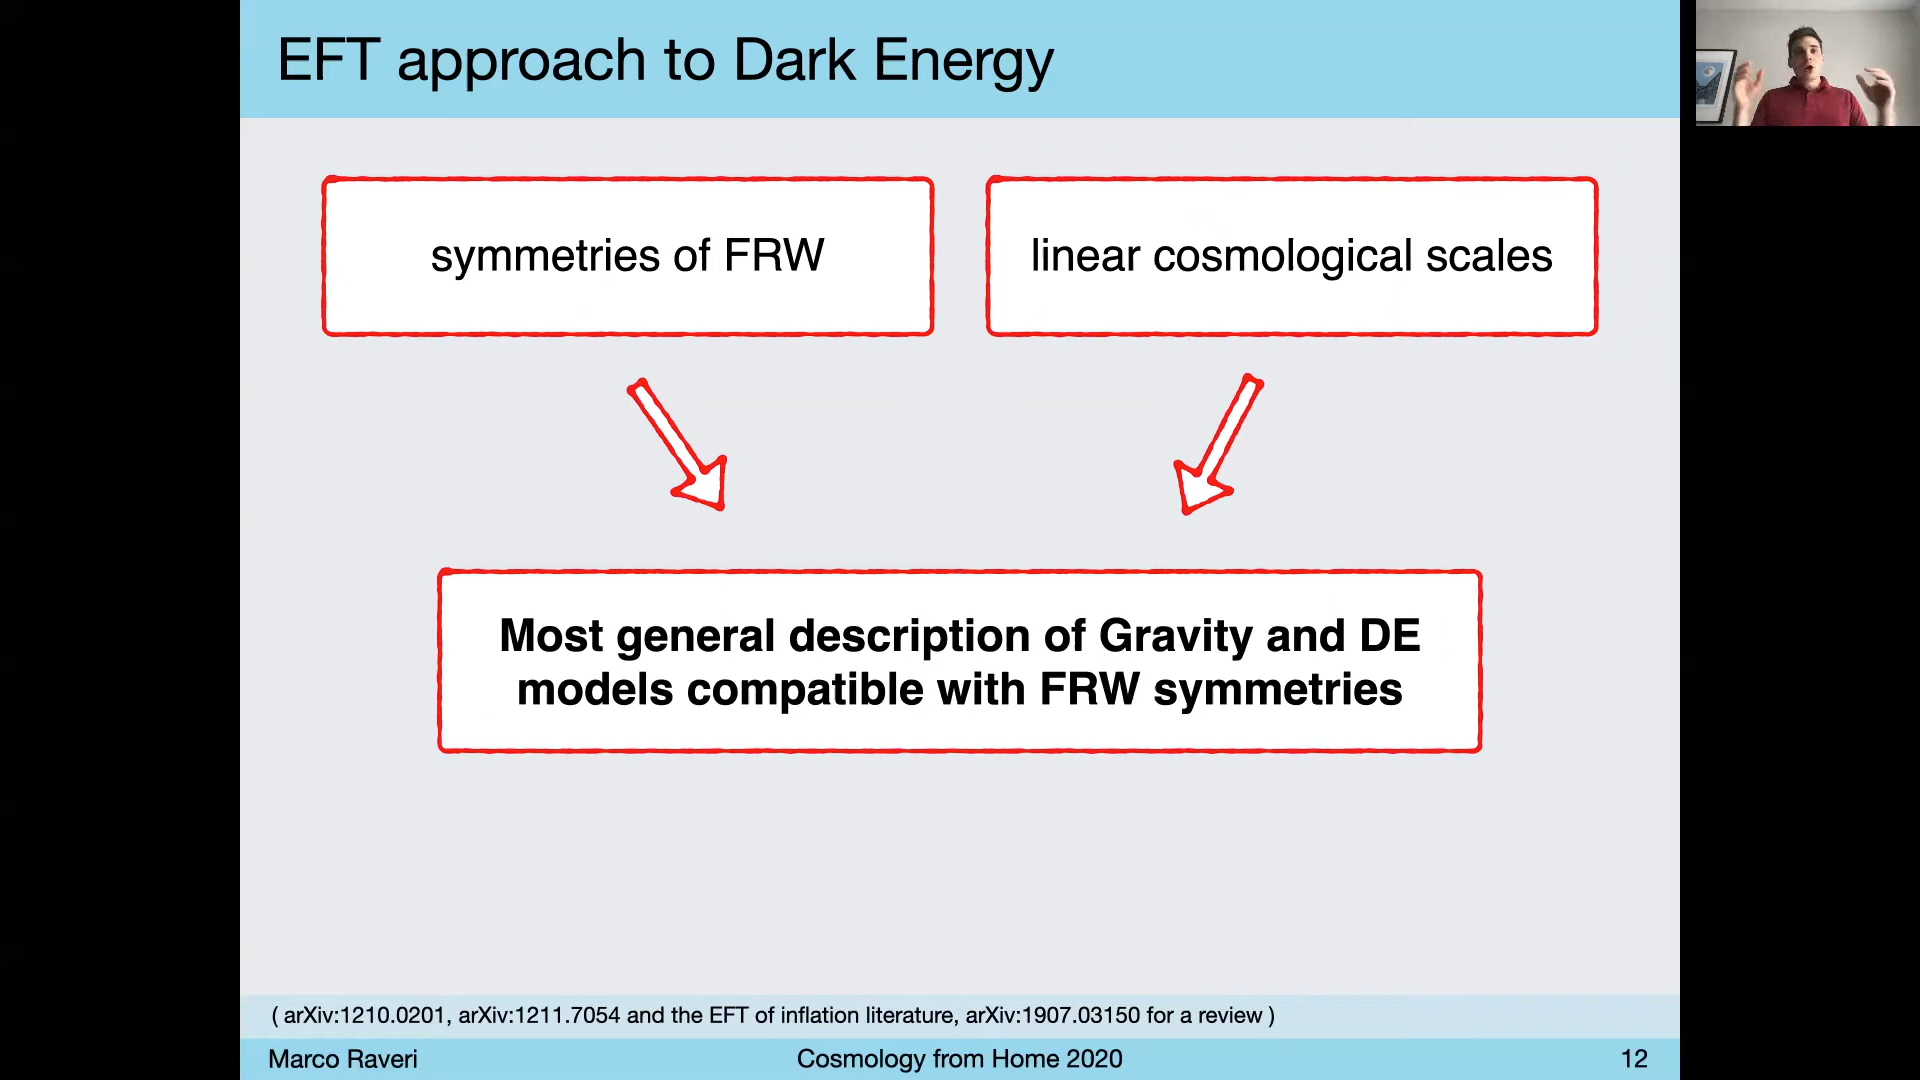 EFT approach to Dark Energy
symmetries of FRW
linear cosmological scales
Most general description of Gravity and DE
models compatible with FRW symmetries
( arXiv:1210.0201, arXiv:1211.7054 and the EFT of inflation literature, arXiv:1907.03150 for a review )
Marco Raveri
Cosmology from Home 2020
12